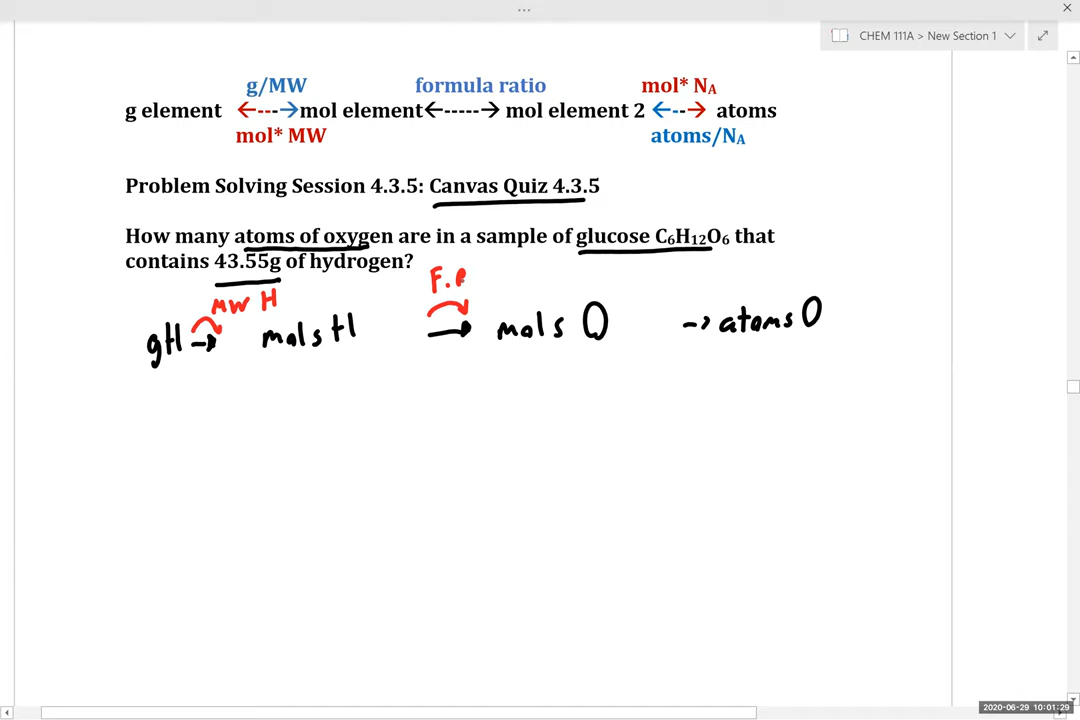 CHEM 111A > New Section 1
g/MW formula ratio mol* NA
g element mol element mol element 2 atoms
mol* MW atoms/NA
Problem Solving Session 4.3.5: Canvas Quiz 4.3.5
How many atoms of oxygen are in a sample of glucose C₆H₁₂O₆ that
contains 43.55g of hydrogen?
MW H F.R
gH → mols H → mols O → atoms O
2020-06-29 10:01:29